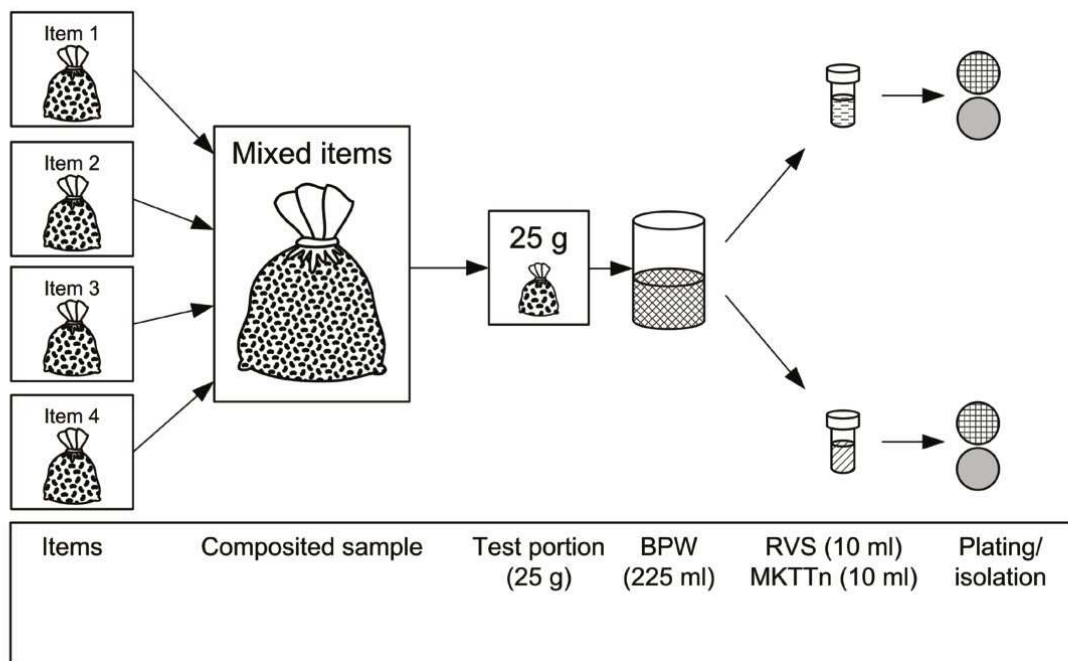 Item 1
Item 2
Item 3
Item 4
Mixed items
25 g
Items
Composited sample
Test portion
(25 g)
BPW
(225 ml)
RVS (10 ml)
MKTTn (10 ml)
Plating/
isolation